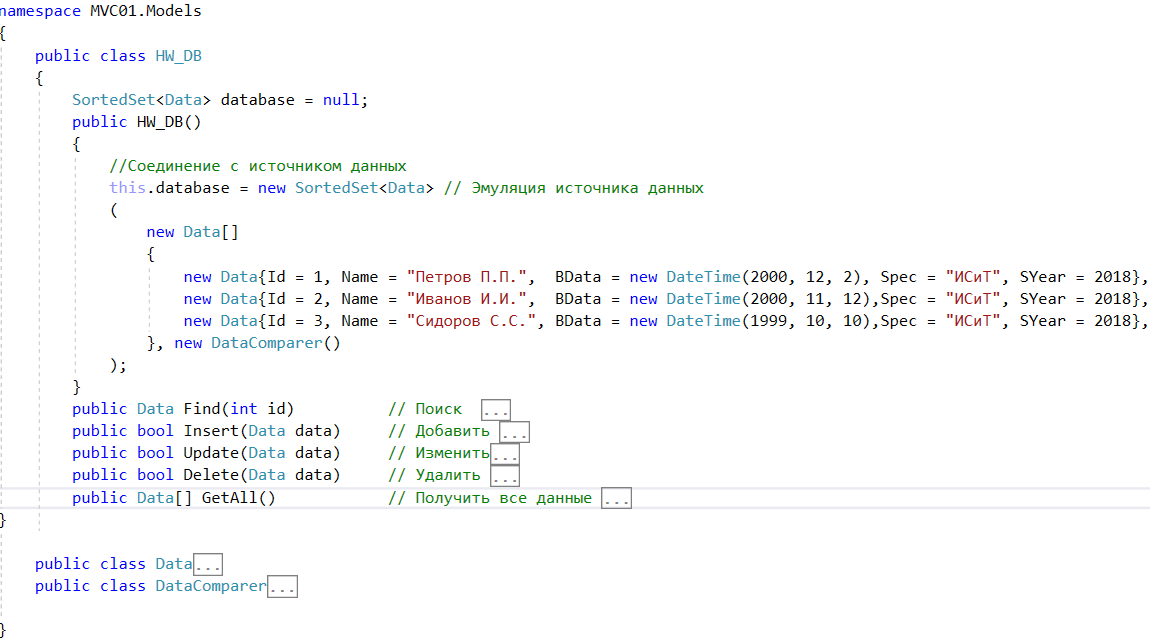 namespace MVC01.Models
{
    public class HW_DB
    {
        SortedSet<Data> database = null;
        public HW_DB()
        {
            //Соединение с источником данных
            this.database = new SortedSet<Data> // Эмуляция источника данных
            (
                new Data[]
                {
                    new Data{Id = 1, Name = "Петров П.П.",  BData = new DateTime(2000, 12, 2), Spec = "ИСиТ", SYear = 2018},
                    new Data{Id = 2, Name = "Иванов И.И.",  BData = new DateTime(2000, 11, 12),Spec = "ИСиТ", SYear = 2018},
                    new Data{Id = 3, Name = "Сидоров С.С.", BData = new DateTime(1999, 10, 10),Spec = "ИСиТ", SYear = 2018},
                }, new DataComparer()
            );
        }
        public Data Find(int id)          // Поиск  ...
        public bool Insert(Data data)     // Добавить ...
        public bool Update(Data data)     // Изменить...
        public bool Delete(Data data)     // Удалить ...
        public Data[] GetAll()            // Получить все данные ...
}
    public class Data...
    public class DataComparer...
}